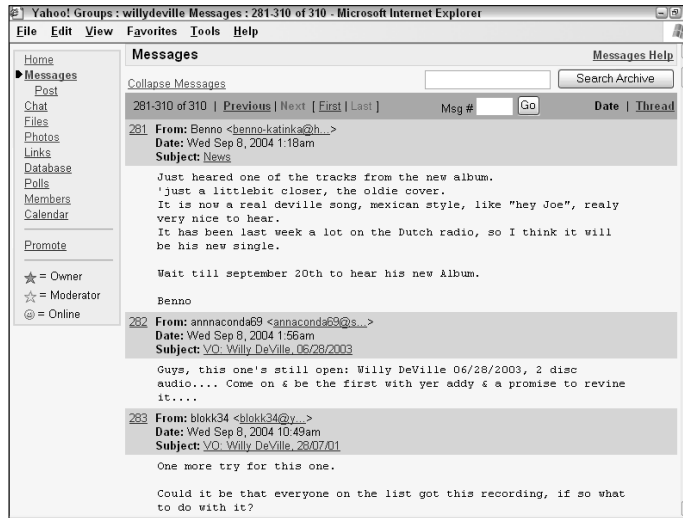 Yahoo! Groups : willydeville Messages : 281-310 of 310 - Microsoft Internet Explorer
File Edit View Favorites Tools Help
Home
Messages
Post
Chat
Files
Photos
Links
Database
Polls
Members
Calendar
Promote
= Owner
= Moderator
= Online
Messages
Messages Help
Collapse Messages
Search Archive
281-310 of 310 | Previous | Next [ First | Last ] Msg # Go Date | Thread
281 From: Benno <benno-katinka@h...>
Date: Wed Sep 8, 2004 1:18am
Subject: News
Just heared one of the tracks from the new album.
'just a littlebit closer, the oldie cover.
It is now a real deville song, mexican style, like "hey Joe", realy
very nice to hear.
It has been last week a lot on the Dutch radio, so I think it will
be his new single.
Wait till september 20th to hear his new Album.
Benno
282 From: annnaconda69 <annaconda69@s...>
Date: Wed Sep 8, 2004 1:56am
Subject: VO: Willy DeVille, 06/28/2003
Guys, this one's still open: Willy DeVille 06/28/2003, 2 disc
audio.... Come on & be the first with yer addy & a promise to revine
it....
283 From: blokk34 <blokk34@y...>
Date: Wed Sep 8, 2004 10:49am
Subject: VO: Willy DeVille, 28/07/01
One more try for this one.
Could it be that everyone on the list got this recording, if so what
to do with it?